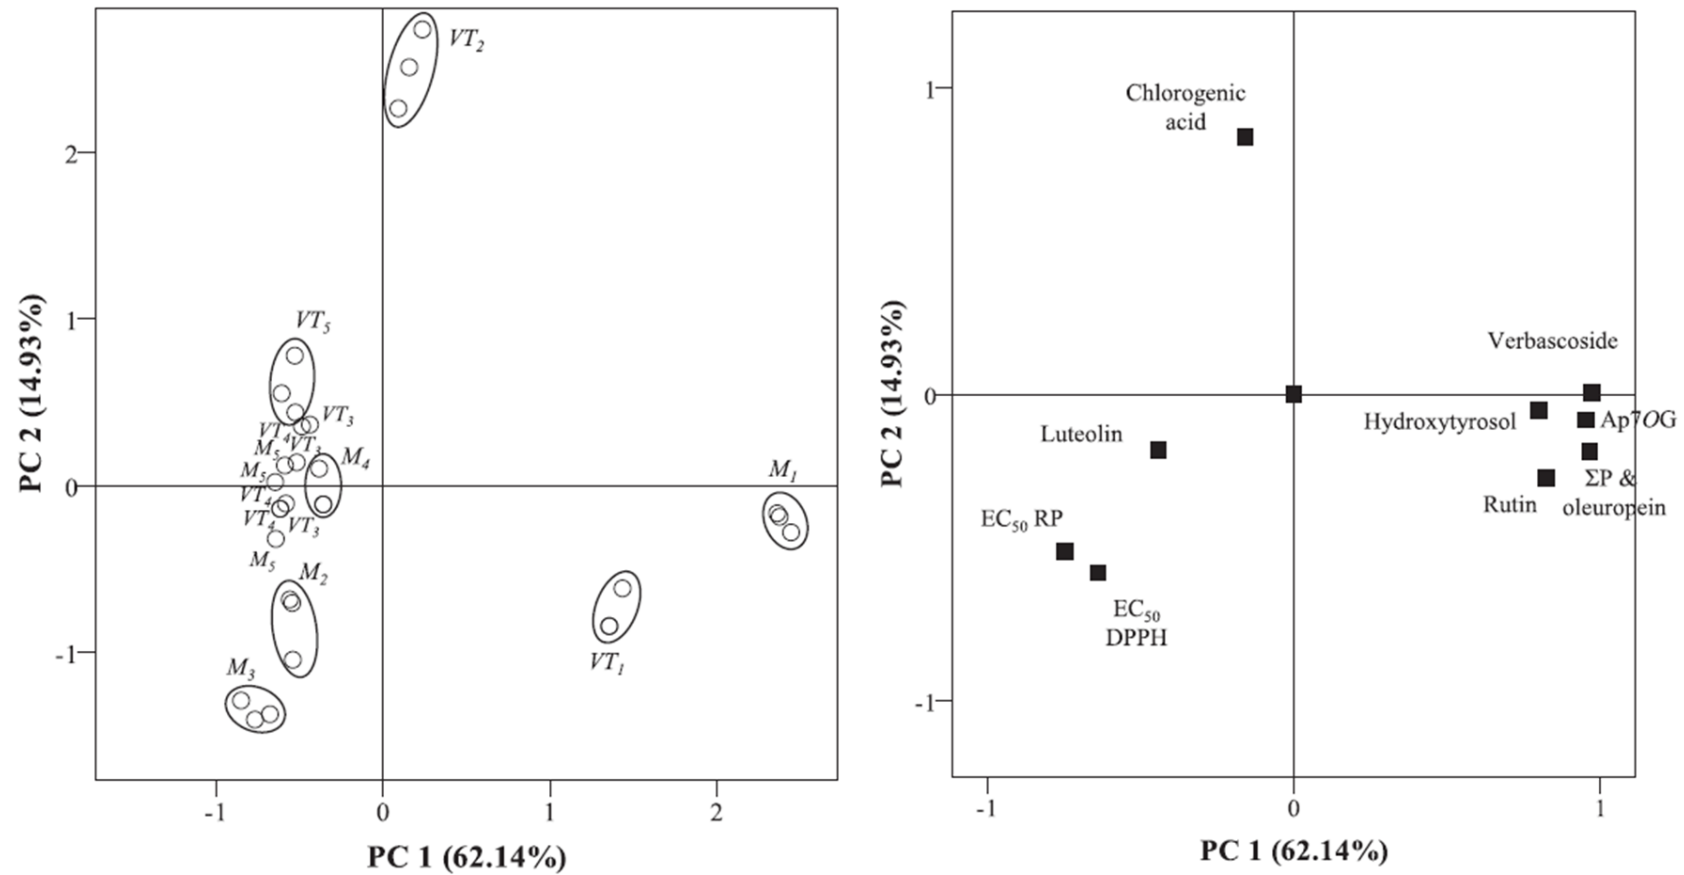 VT₂
2
1
0
-1
VT₅
VT₃
VT₄
VT₃
M₅
M₄
M₅
VT₄
VT₄
VT₃
M₅
M₂
M₃
M₁
VT₁
-1
0
1
2
PC 2 (14.93%)
PC 1 (62.14%)
1
0
-1
Chlorogenic
acid
Verbascoside
Hydroxytyrosol
Ap7OG
Luteolin
ΣP &
oleuropein
Rutin
EC₅₀ RP
EC₅₀
DPPH
-1
0
1
PC 2 (14.93%)
PC 1 (62.14%)